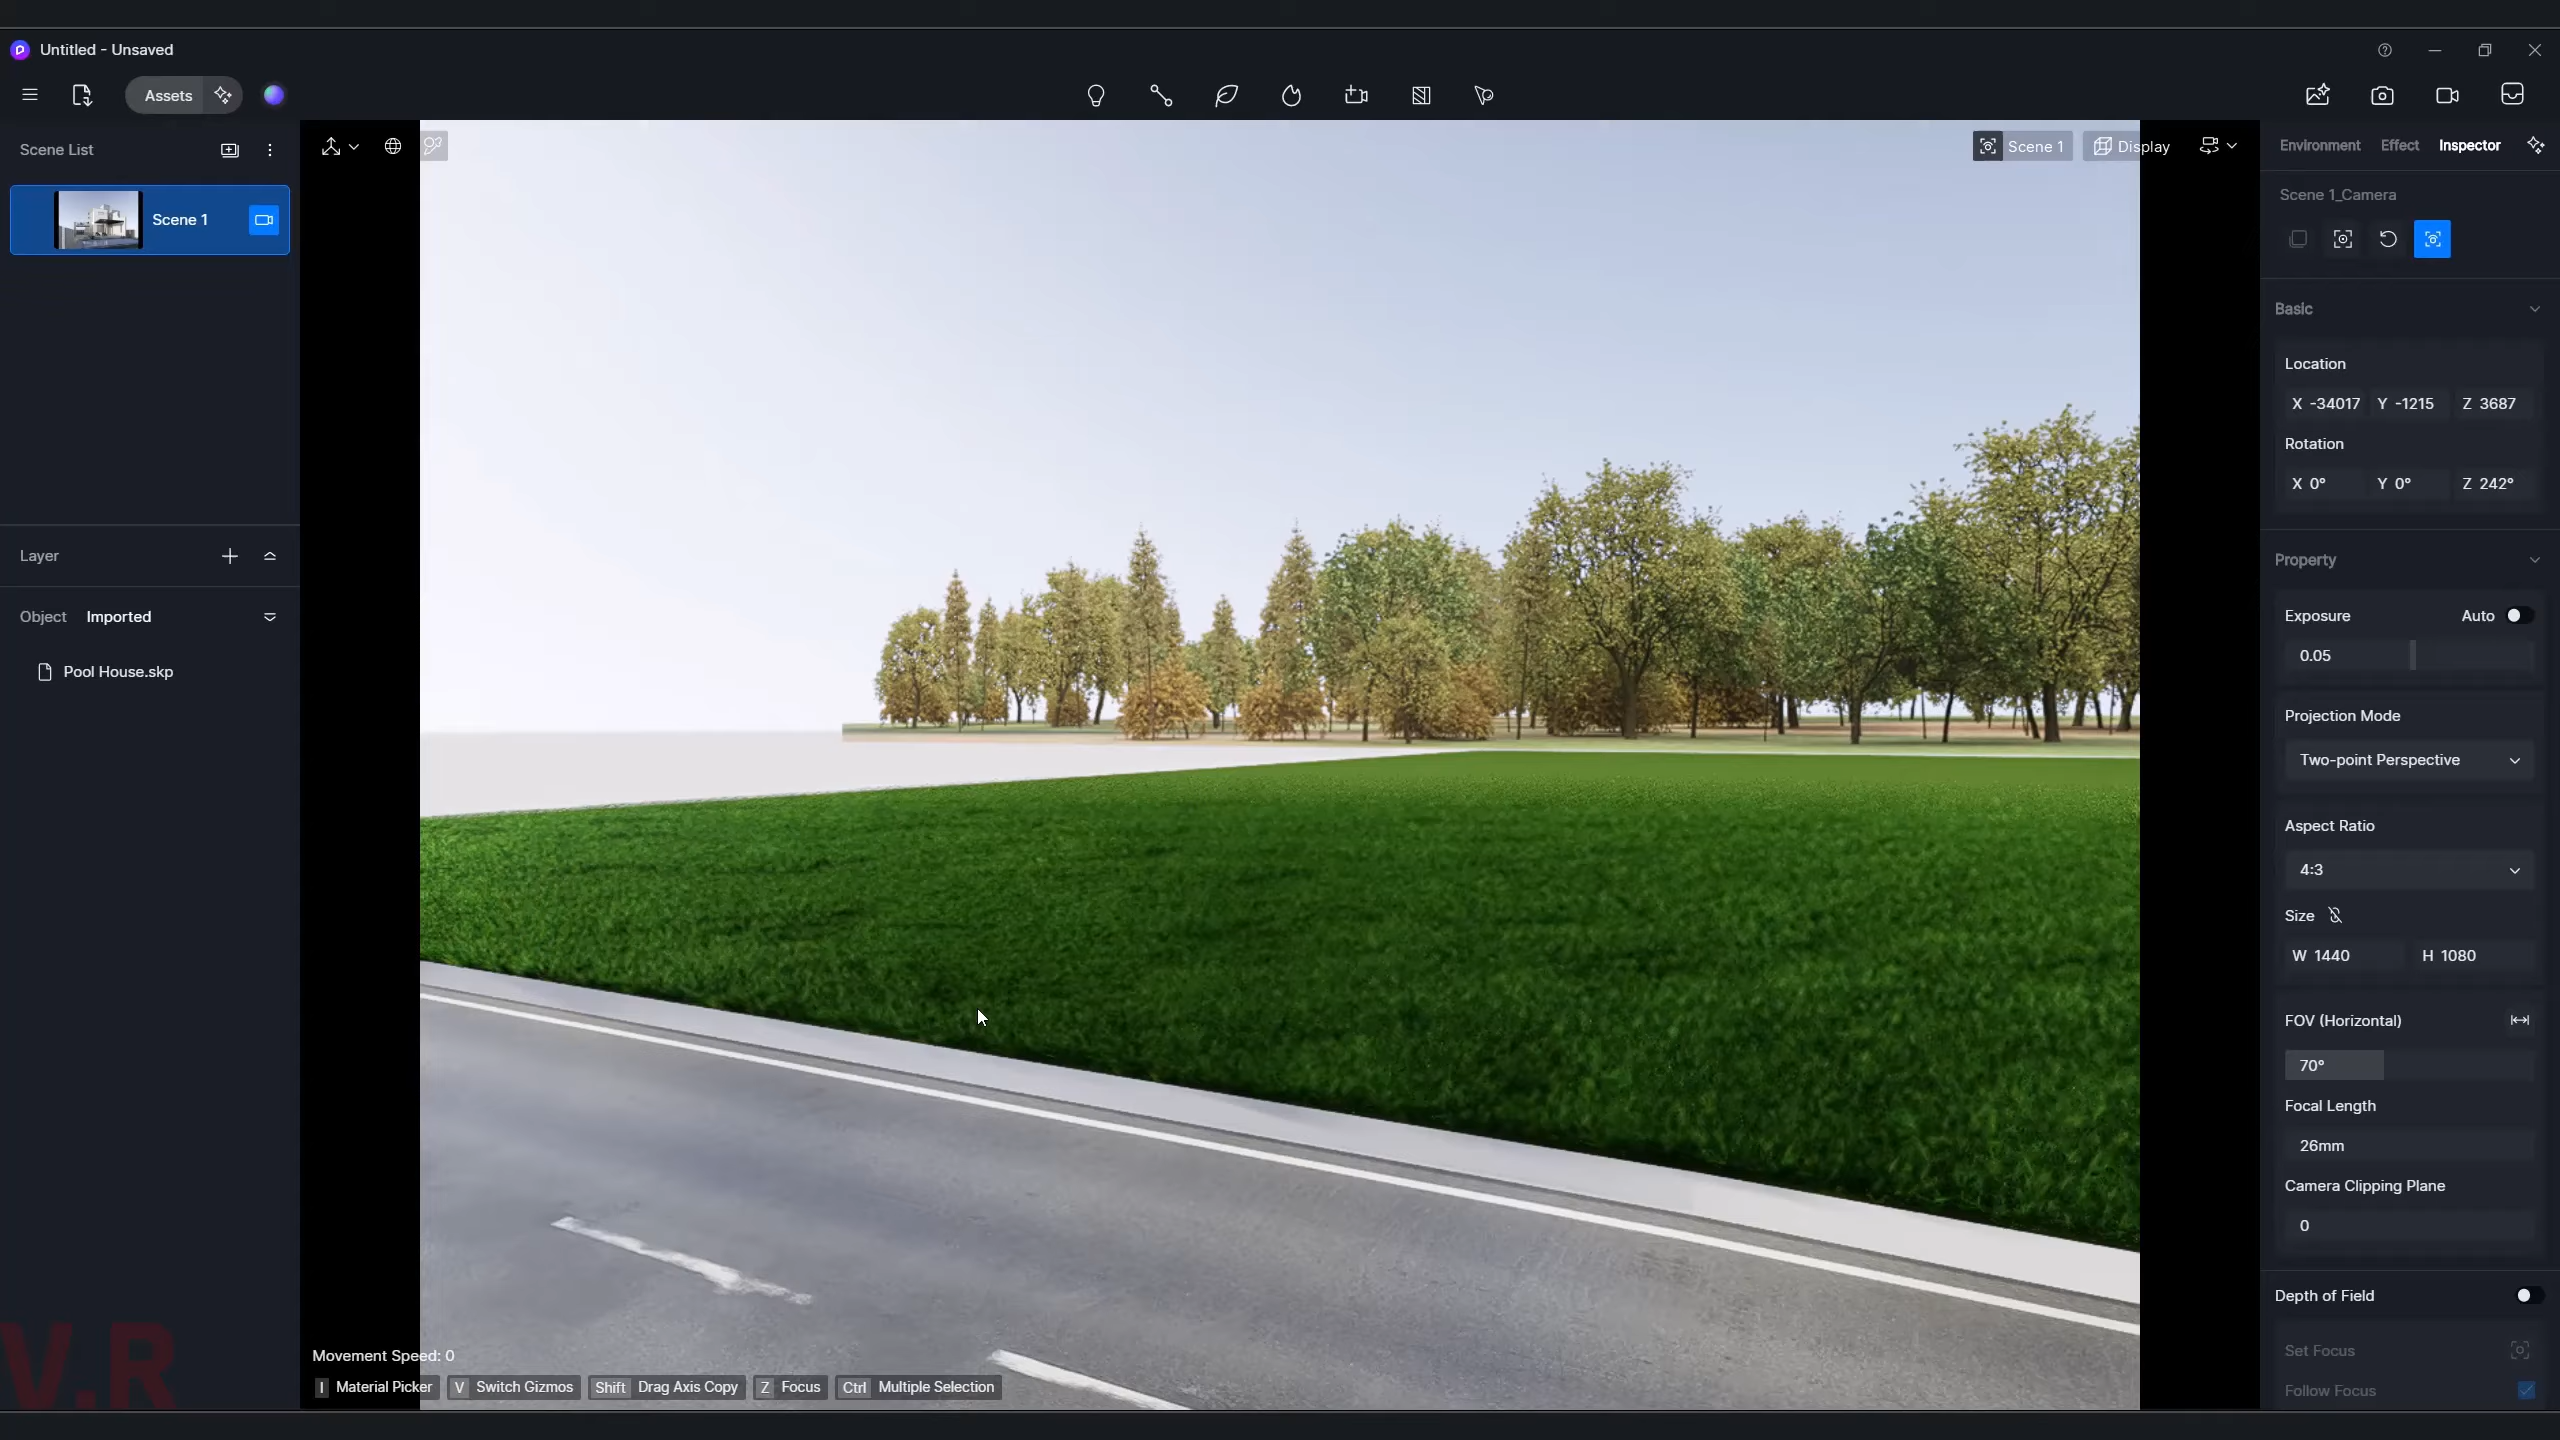 Untitled - Unsaved
Assets
Scene List
Scene 1
Layer
Object Imported
Pool House.skp
Scene 1
Display
Movement Speed: 0
I Material Picker V Switch Gizmos Shift Drag Axis Copy Z Focus Ctrl Multiple Selection
V.R
Environment Effect Inspector
Scene 1_Camera
Basic
Location
X -34017 Y -1215 Z 3687
Rotation
X 0° Y 0° Z 242°
Property
Exposure Auto
0.05
Projection Mode
Two-point Perspective
Aspect Ratio
4:3
Size
W 1440 H 1080
FOV (Horizontal)
70°
Focal Length
26mm
Camera Clipping Plane
0
Depth of Field
Set Focus
Follow Focus